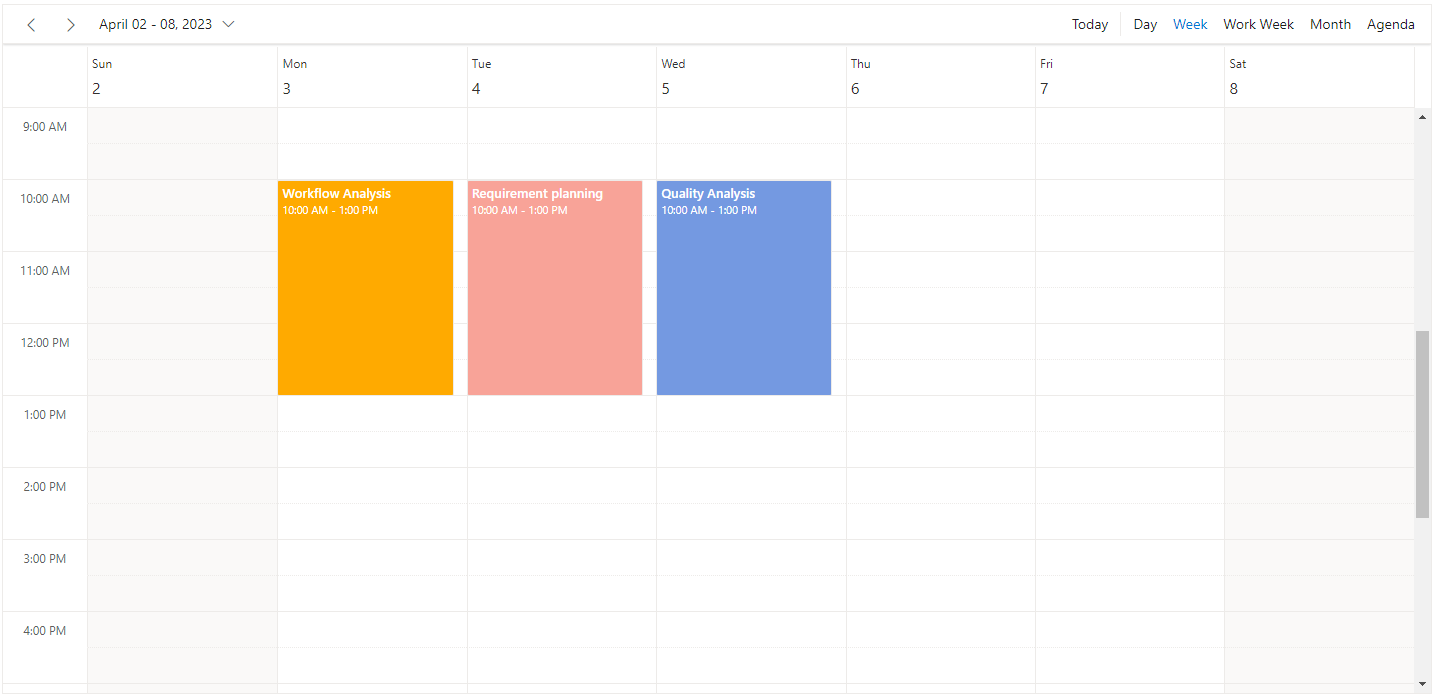 April 02 - 08, 2023
Today Day Week Work Week Month Agenda
Sun Mon Tue Wed Thu Fri Sat
2 3 4 5 6 7 8
9:00 AM
10:00 AM
Workflow Analysis
10:00 AM - 1:00 PM
Requirement planning
10:00 AM - 1:00 PM
Quality Analysis
10:00 AM - 1:00 PM
11:00 AM
12:00 PM
1:00 PM
2:00 PM
3:00 PM
4:00 PM